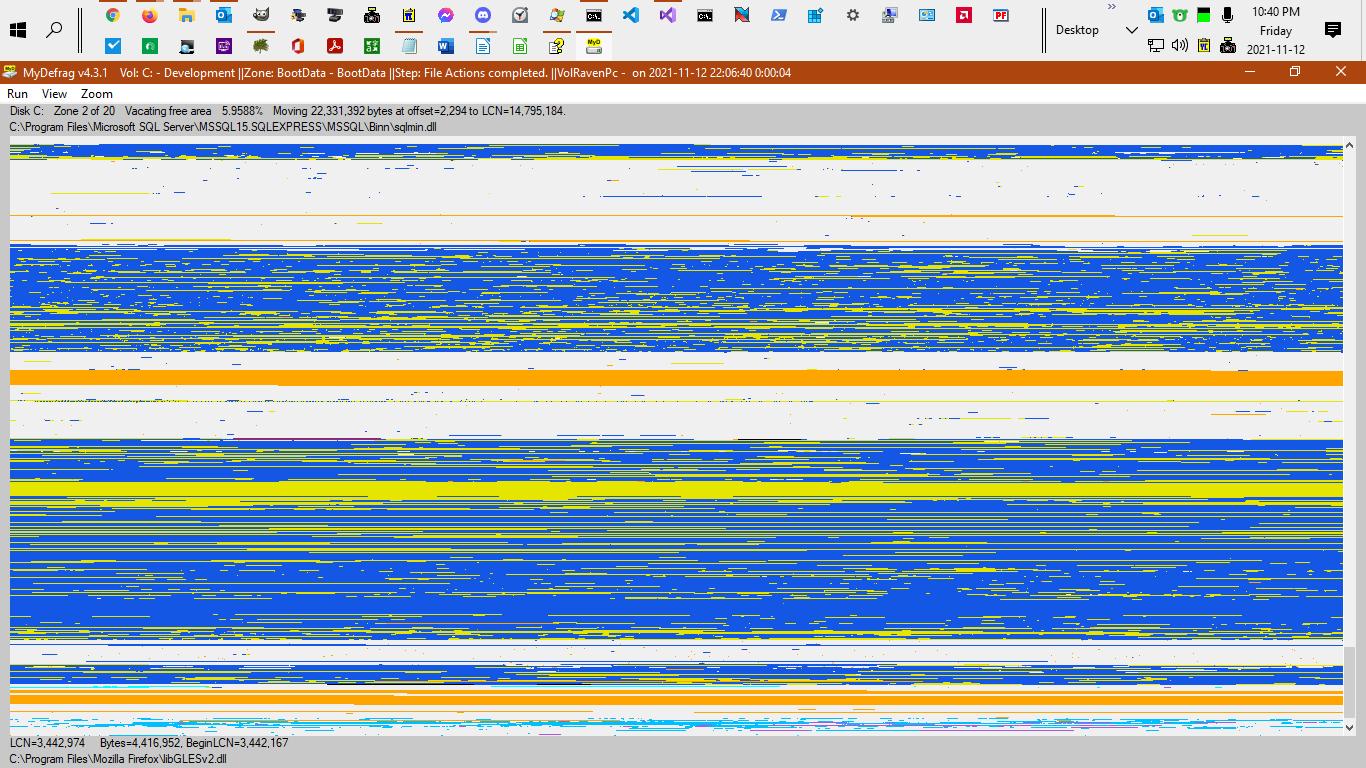 10:40 PM
Friday
2021-11-12
Desktop
MyDefrag v4.3.1 Vol: C: - Development ||Zone: BootData - BootData ||Step: File Actions completed. ||VolRavenPc - on 2021-11-12 22:06:40 0:00:04
Run View Zoom
Disk C: Zone 2 of 20 Vacating free area 5.9588% Moving 22,331,392 bytes at offset=2,294 to LCN=14,795,184.
C:\Program Files\Microsoft SQL Server\MSSQL15.SQLEXPRESS\MSSQL\Binn\sqlmin.dll
LCN=3,442,974 Bytes=4,416,952, BeginLCN=3,442,167
C:\Program Files\Mozilla Firefox\libGLESv2.dll